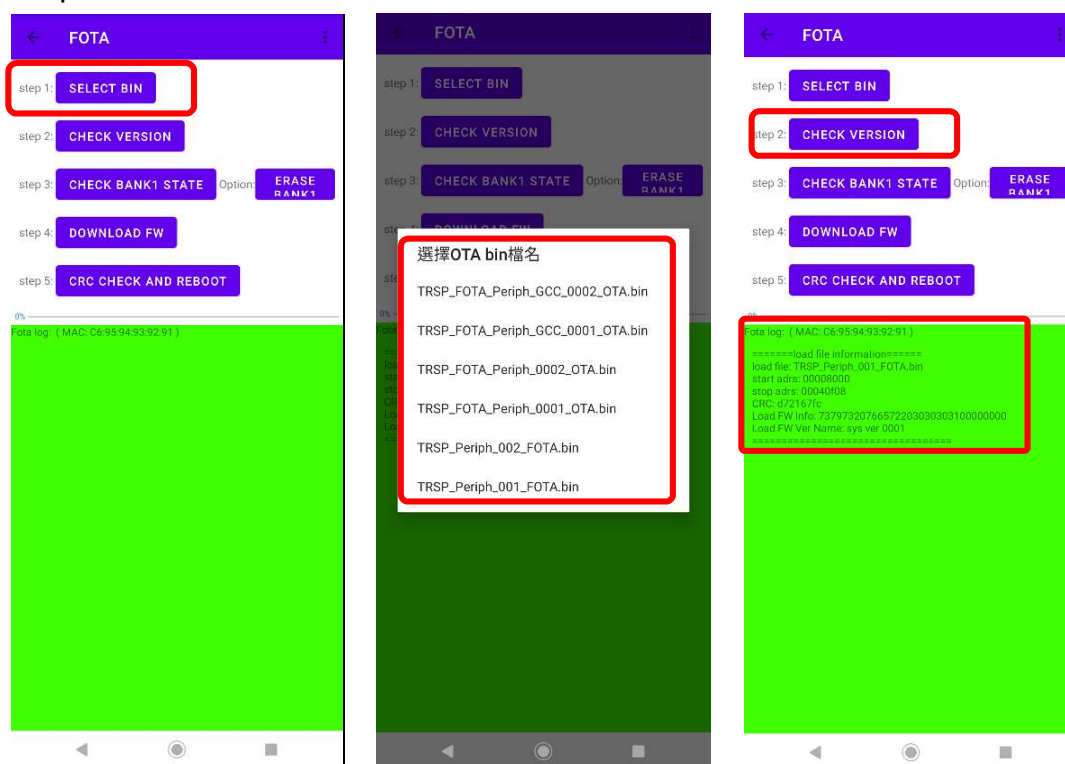 FOTA
step 1: SELECT BIN
step 2: CHECK VERSION
step 3: CHECK BANK1 STATE Option: ERASE BANK1
step 4: DOWNLOAD FW
step 5: CRC CHECK AND REBOOT
0%
Fota log: ( MAC: C6:95:94:93:92:91 )
FOTA
step 1: SELECT BIN
step 2: CHECK VERSION
step 3: CHECK BANK1 STATE Option: ERASE BANK1
DOWNLOAD FW
選擇OTA bin檔名
TRSP_FOTA_Periph_GCC_0002_OTA.bin
TRSP_FOTA_Periph_GCC_0001_OTA.bin
TRSP_FOTA_Periph_0002_OTA.bin
TRSP_FOTA_Periph_0001_OTA.bin
TRSP_Periph_002_FOTA.bin
TRSP_Periph_001_FOTA.bin
FOTA
step 1: SELECT BIN
step 2: CHECK VERSION
step 3: CHECK BANK1 STATE Option: ERASE BANK1
step 4: DOWNLOAD FW
step 5: CRC CHECK AND REBOOT
Fota log: ( MAC: C6:95:94:93:92:91 )
=======load file information======
load file: TRSP_Periph_001_FOTA.bin
start adrs: 00008000
stop adrs: 00040f08
CRC: d72167fc
Load FW Info: 73797320766572203030303100000000
Load FW Ver Name: sys ver 0001
==================================